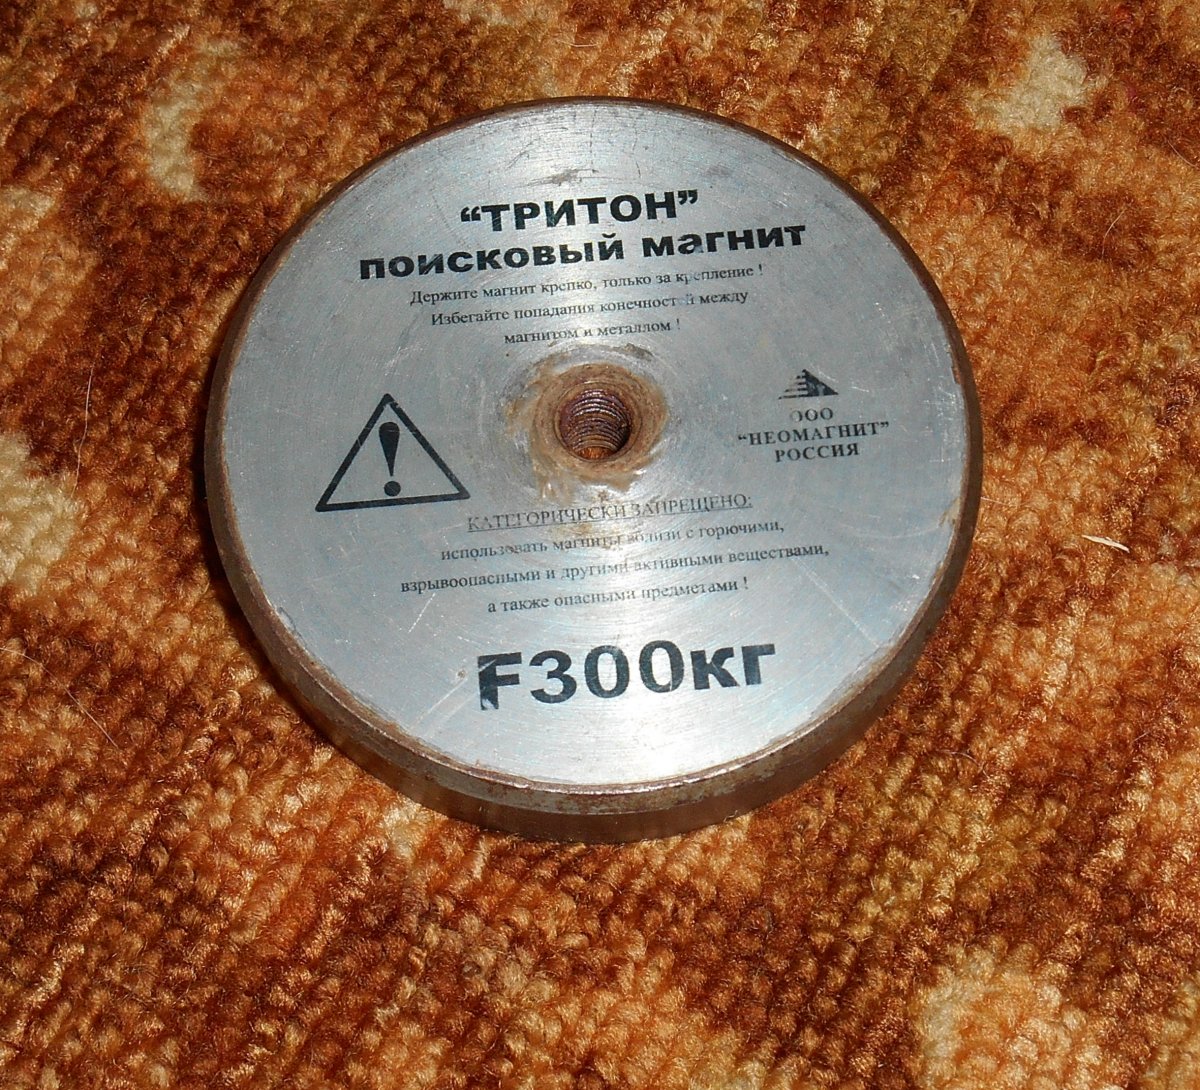 “ТРИТОН”
ПОИСКОВЫЙ МАГНИТ
Держите магнит крепко, только за крепление !
Избегайте попадания конечностей между
магнитом и металлом !
ООО
“НЕОМАГНИТ”
РОССИЯ
КАТЕГОРИЧЕСКИ ЗАПРЕЩЕНО:
использовать магниты вблизи с горючими,
взрывоопасными и другими активными веществами,
а также опасными предметами !
F300кг